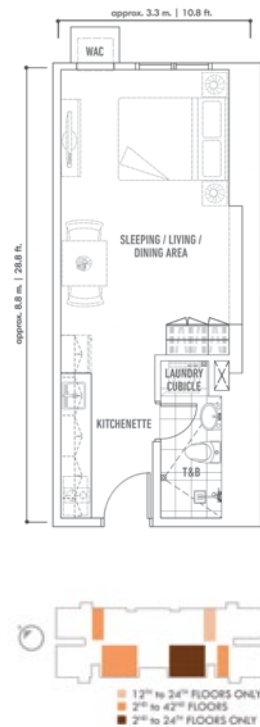 approx. 3.3 m. | 10.8 ft.
WAC
approx. 8.8 m. | 28.8 ft.
SLEEPING / LIVING /
DINING AREA
LAUNDRY
CUBICLE
KITCHENETTE
T&B
12TH to 24TH FLOORS ONLY
2ND to 42ND FLOORS
2ND to 24TH FLOORS ONLY